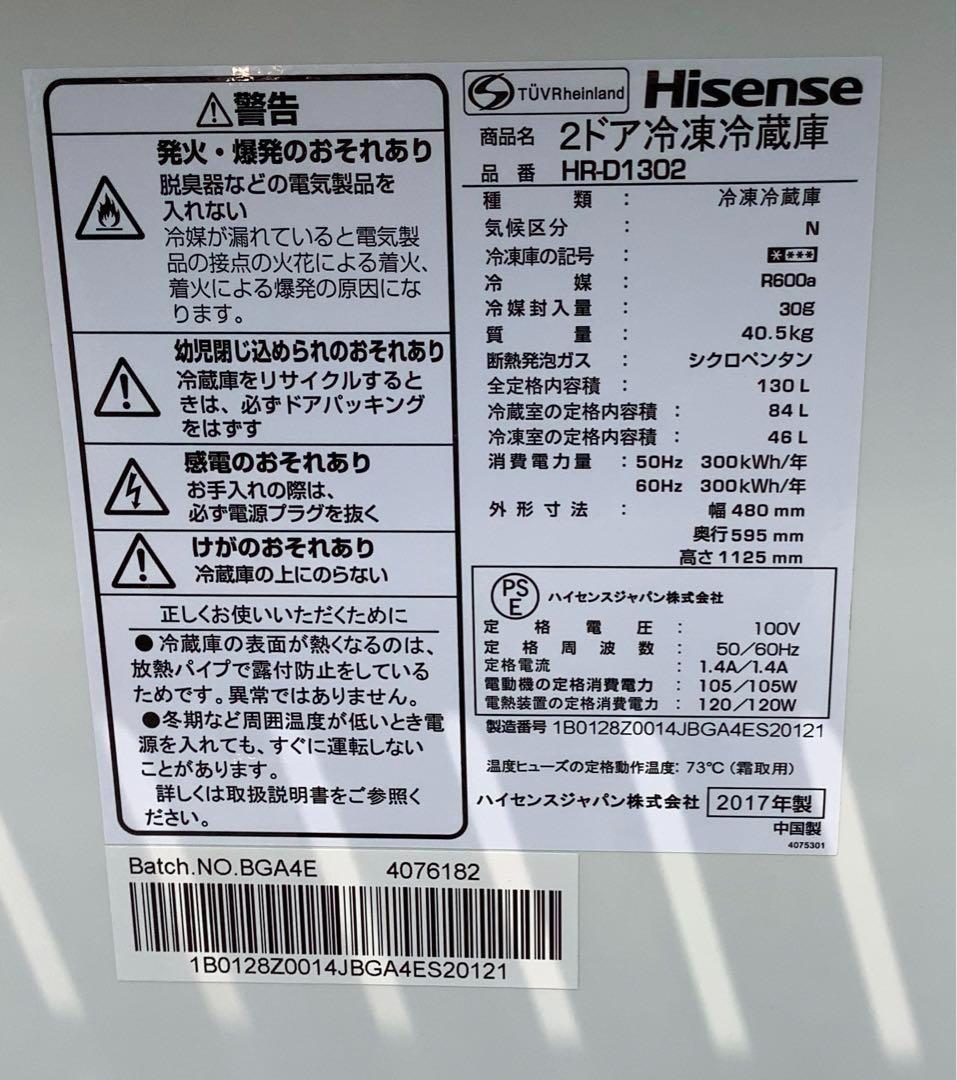 ⚠警告
発火・爆発のおそれあり
脱臭器などの電気製品を
入れない
冷媒が漏れていると電気製
品の接点の火花による着火、
着火による爆発の原因にな
ります。
幼児閉じ込められのおそれあり
冷蔵庫をリサイクルすると
きは、必ずドアパッキング
をはずす
感電のおそれあり
お手入れの際は、
必ず電源プラグを抜く
けがのおそれあり
冷蔵庫の上にのらない
正しくお使いいただくために
●冷蔵庫の表面が熱くなるのは、
放熱パイプで露付防止をしている
ためです。異常ではありません。
●冬期など周囲温度が低いとき電
源を入れても、すぐに運転しない
ことがあります。
詳しくは取扱説明書をご参照く
ださい。
TÜVRheinland Hisense
商品名 2ドア冷凍冷蔵庫
品番 HR-D1302
種類 : 冷凍冷蔵庫
気候区分 : N
冷凍庫の記号 : ****
冷媒 : R600a
冷媒封入量 : 30g
質量 : 40.5kg
断熱発泡ガス : シクロペンタン
全定格内容積 : 130L
冷蔵室の定格内容積 : 84L
冷凍室の定格内容積 : 46L
消費電力量 : 50Hz 300kWh/年
60Hz 300kWh/年
外形寸法 : 幅480mm
奥行595mm
高さ1125mm
PSE ハイセンスジャパン株式会社
定格電圧 : 100V
定格周波数 : 50/60Hz
定格電流 : 1.4A/1.4A
電動機の定格消費電力 : 105/105W
電熱装置の定格消費電力 : 120/120W
製造番号 1B0128Z0014JBGA4ES20121
温度ヒューズの定格動作温度: 73℃(霜取用)
ハイセンスジャパン株式会社 2017年製
中国製
4075301
Batch.NO.BGA4E 4076182
1B0128Z0014JBGA4ES20121